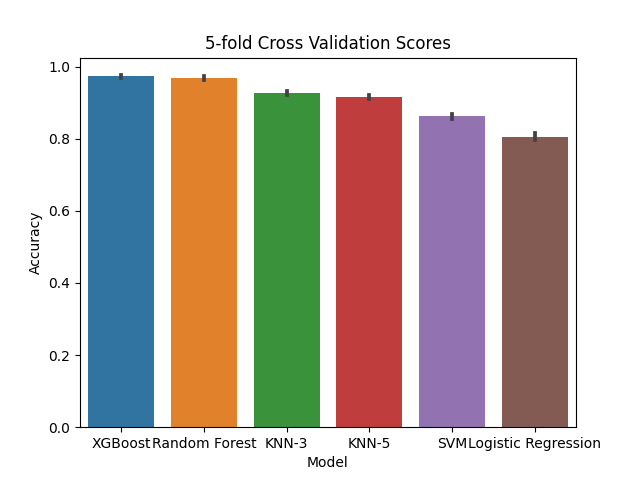 5-fold Cross Validation Scores
Accuracy
1.0
0.8
0.6
0.4
0.2
0.0
XGBoost Random Forest KNN-3 KNN-5 SVM Logistic Regression
Model